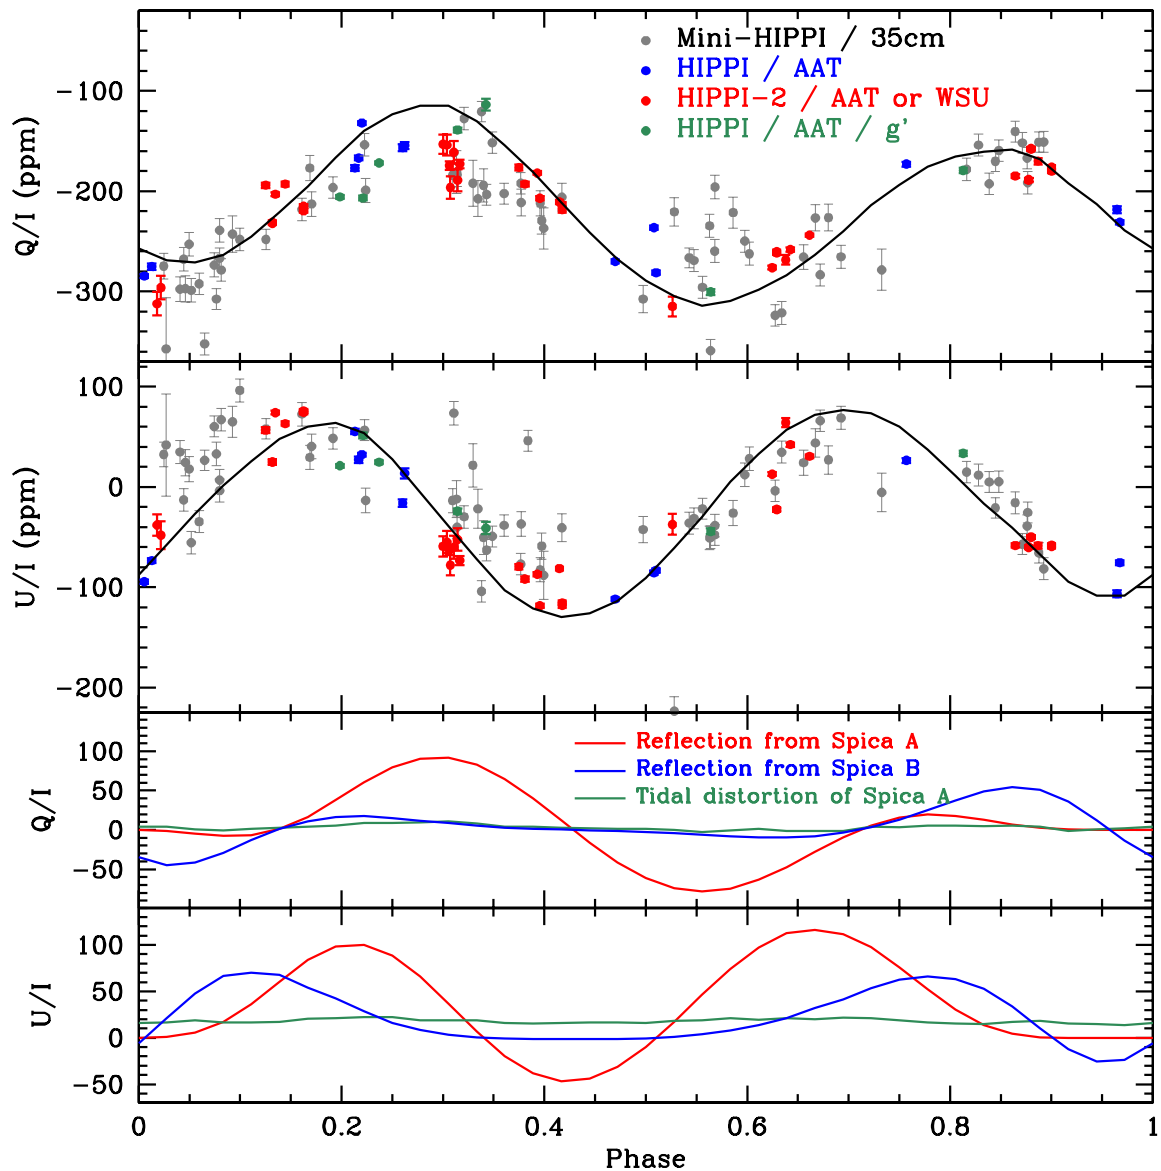 Mini-HIPPI / 35cm
HIPPI / AAT
HIPPI-2 / AAT or WSU
HIPPI / AAT / g'
Q/I (ppm)
-100
-200
-300
U/I (ppm)
100
0
-100
-200
Reflection from Spica A
Reflection from Spica B
Tidal distortion of Spica A
Q/I
100
50
0
-50
U/I
100
50
0
-50
0 0.2 0.4 0.6 0.8 1
Phase